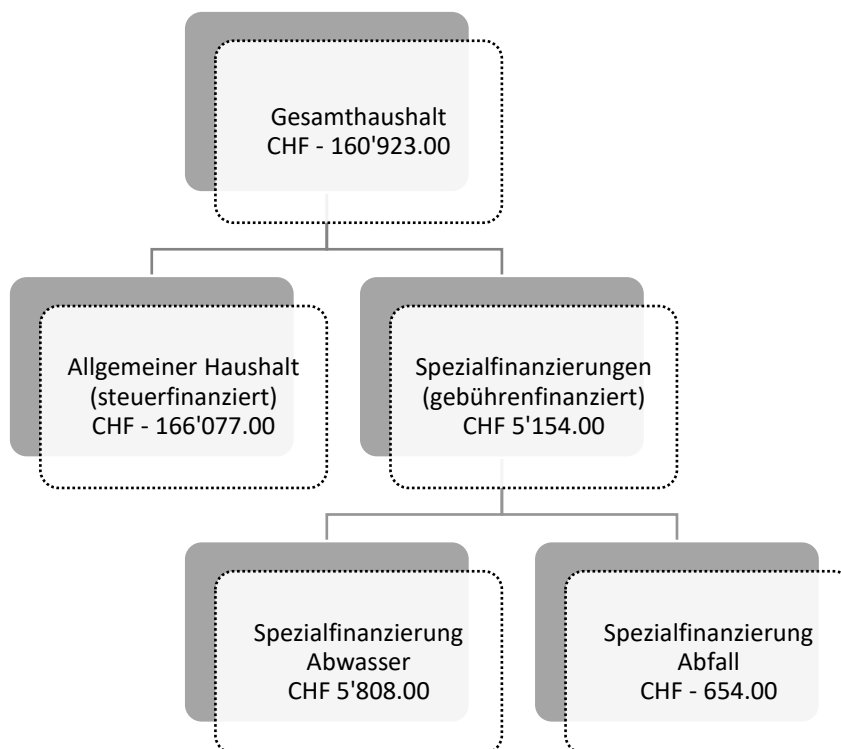 Gesamthaushalt
CHF - 160'923.00
Allgemeiner Haushalt
(steuerfinanziert)
CHF - 166'077.00
Spezialfinanzierungen
(gebührenfinanziert)
CHF 5'154.00
Spezialfinanzierung
Abwasser
CHF 5'808.00
Spezialfinanzierung
Abfall
CHF - 654.00